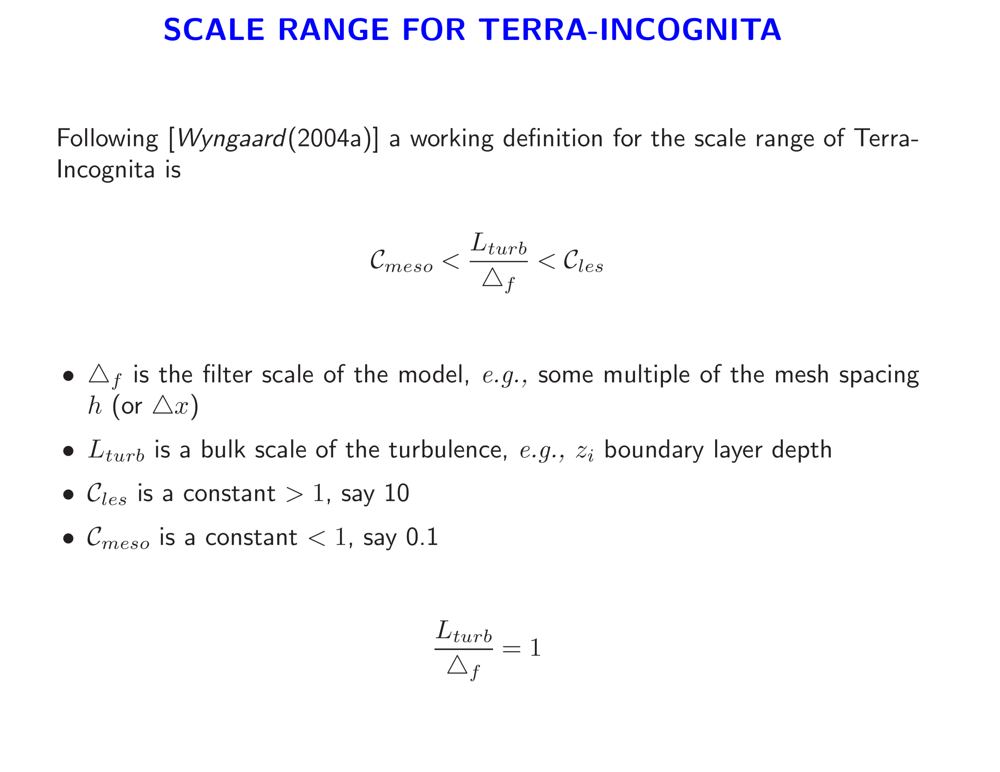 SCALE RANGE FOR TERRA-INCOGNITA
Following [Wyngaard(2004a)] a working definition for the scale range of Terra-
Incognita is
$\mathcal{C}_{meso} < \frac{L_{turb}}{\triangle_f} < \mathcal{C}_{les}$
• $\triangle_f$ is the filter scale of the model, e.g., some multiple of the mesh spacing
$h$ (or $\triangle x$)
• $L_{turb}$ is a bulk scale of the turbulence, e.g., $z_i$ boundary layer depth
• $\mathcal{C}_{les}$ is a constant $> 1$, say 10
• $\mathcal{C}_{meso}$ is a constant $< 1$, say 0.1
$\frac{L_{turb}}{\triangle_f} = 1$